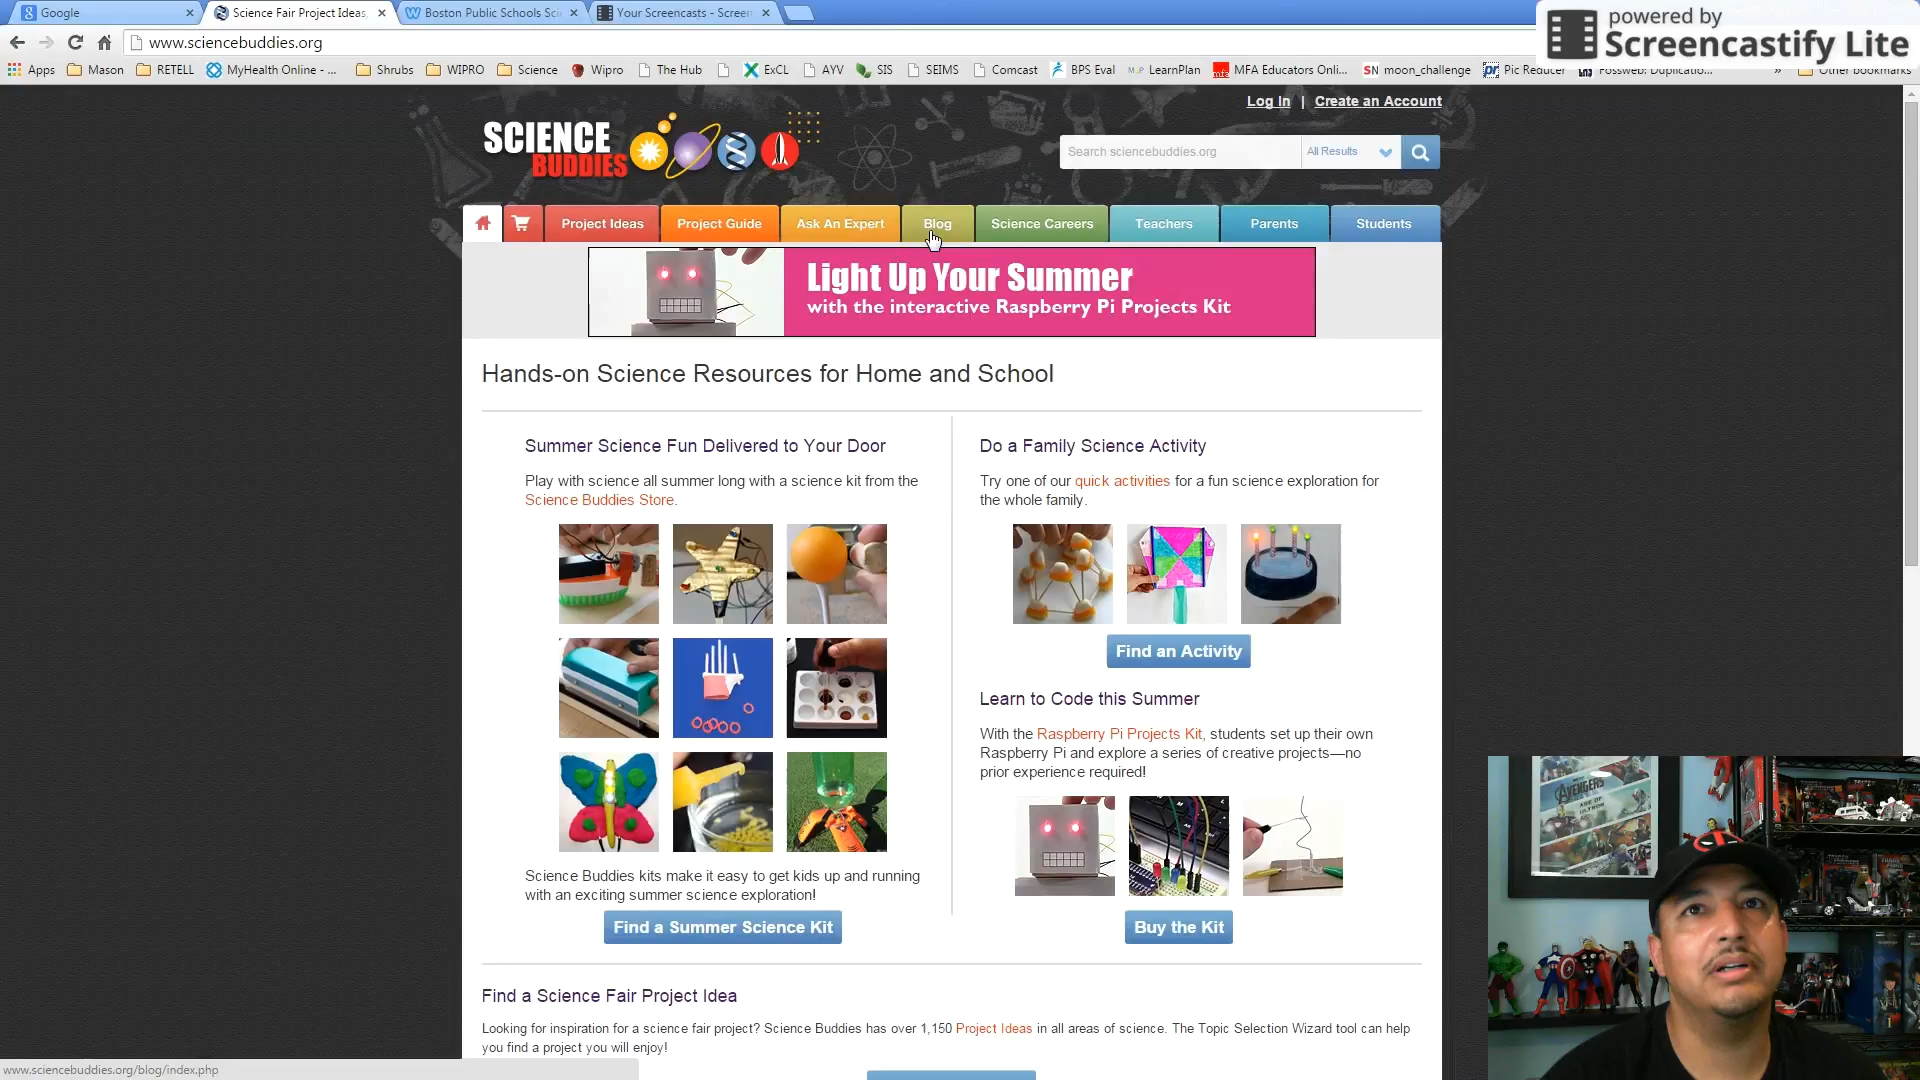 Google
Science Fair Project Ideas,
Boston Public Schools Sci
Your Screencasts - Screen
powered by
Screencastify Lite
www.sciencebuddies.org
Apps
Mason
RETELL
MyHealth Online - ...
Shrubs
WIPRO
Science
Wipro
The Hub
ExCL
AYV
SIS
SEIMS
Comcast
BPS Eval
LearnPlan
MFA Educators Onli...
moon_challenge
Pic Reducer
Fossweb: Duplicatio...
»
Other bookmarks
Log In | Create an Account
SCIENCE
BUDDIES
Search sciencebuddies.org
All Results
Project Ideas
Project Guide
Ask An Expert
Blog
Science Careers
Teachers
Parents
Students
Light Up Your Summer
with the interactive Raspberry Pi Projects Kit
Hands-on Science Resources for Home and School
Summer Science Fun Delivered to Your Door
Play with science all summer long with a science kit from the
Science Buddies Store.
Science Buddies kits make it easy to get kids up and running
with an exciting summer science exploration!
Find a Summer Science Kit
Do a Family Science Activity
Try one of our quick activities for a fun science exploration for
the whole family.
Find an Activity
Learn to Code this Summer
With the Raspberry Pi Projects Kit, students set up their own
Raspberry Pi and explore a series of creative projects—no
prior experience required!
Buy the Kit
AVENGERS
AGE OF
ULTRON
Find a Science Fair Project Idea
Looking for inspiration for a science fair project? Science Buddies has over 1,150 Project Ideas in all areas of science. The Topic Selection Wizard tool can help
you find a project you will enjoy!
www.sciencebuddies.org/blog/index.php